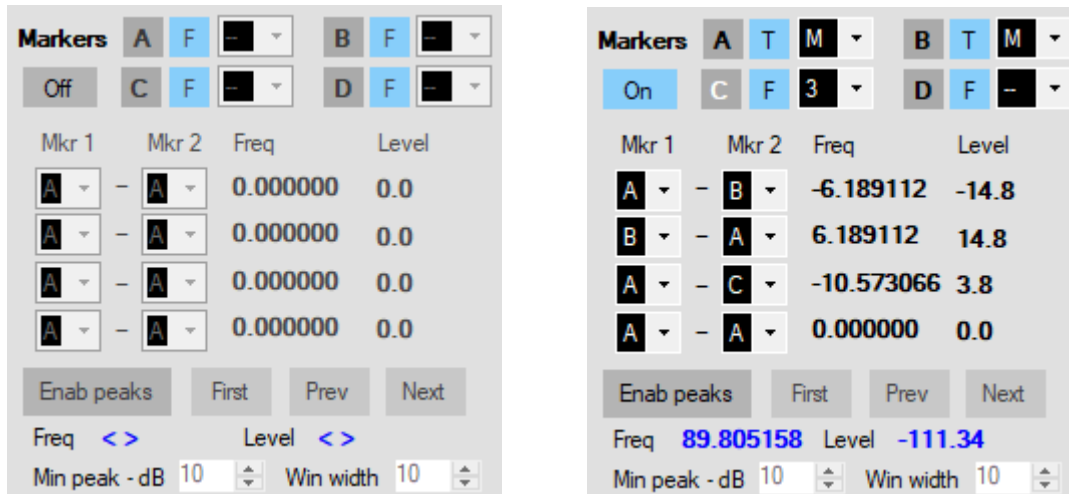 Markers A F -- B F --
Off C F -- D F --
Mkr 1 Mkr 2 Freq Level
A - A 0.000000 0.0
A - A 0.000000 0.0
A - A 0.000000 0.0
A - A 0.000000 0.0
Enab peaks First Prev Next
Freq < > Level < >
Min peak - dB 10 Win width 10
Markers A T M B T M
On C F 3 D F --
Mkr 1 Mkr 2 Freq Level
A - B -6.189112 -14.8
B - A 6.189112 14.8
A - C -10.573066 3.8
A - A 0.000000 0.0
Enab peaks First Prev Next
Freq 89.805158 Level -111.34
Min peak - dB 10 Win width 10